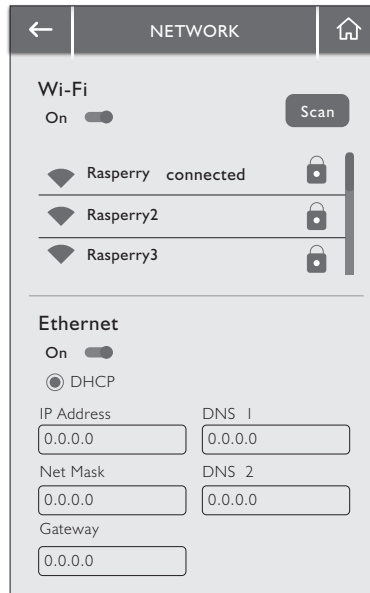 NETWORK
Wi-Fi
On
Scan
Rasperry connected
Rasperry2
Rasperry3
Ethernet
On
DHCP
IP Address DNS 1
0.0.0.0 0.0.0.0
Net Mask DNS 2
0.0.0.0 0.0.0.0
Gateway
0.0.0.0